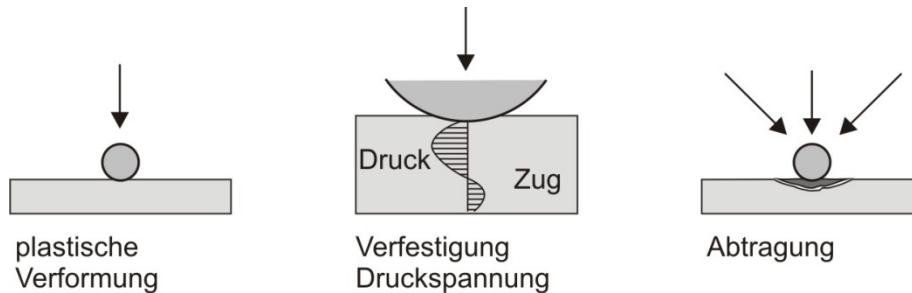 Druck
Zug
plastische
Verformung
Verfestigung
Druckspannung
Abtragung